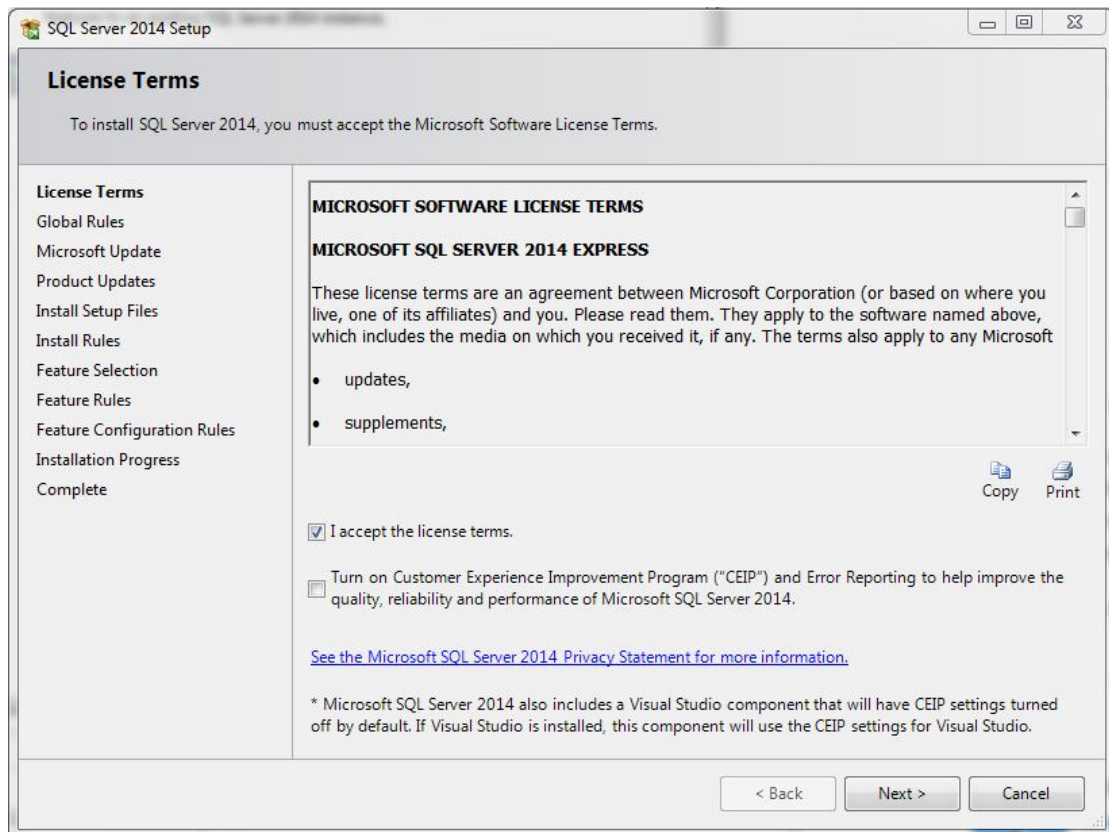 SQL Server 2014 Setup
License Terms
To install SQL Server 2014, you must accept the Microsoft Software License Terms.
License Terms
Global Rules
Microsoft Update
Product Updates
Install Setup Files
Install Rules
Feature Selection
Feature Rules
Feature Configuration Rules
Installation Progress
Complete
MICROSOFT SOFTWARE LICENSE TERMS
MICROSOFT SQL SERVER 2014 EXPRESS
These license terms are an agreement between Microsoft Corporation (or based on where you
live, one of its affiliates) and you. Please read them. They apply to the software named above,
which includes the media on which you received it, if any. The terms also apply to any Microsoft
• updates,
• supplements,
Copy Print
I accept the license terms.
Turn on Customer Experience Improvement Program ("CEIP") and Error Reporting to help improve the
quality, reliability and performance of Microsoft SQL Server 2014.
See the Microsoft SQL Server 2014 Privacy Statement for more information.
* Microsoft SQL Server 2014 also includes a Visual Studio component that will have CEIP settings turned
off by default. If Visual Studio is installed, this component will use the CEIP settings for Visual Studio.
< Back Next > Cancel